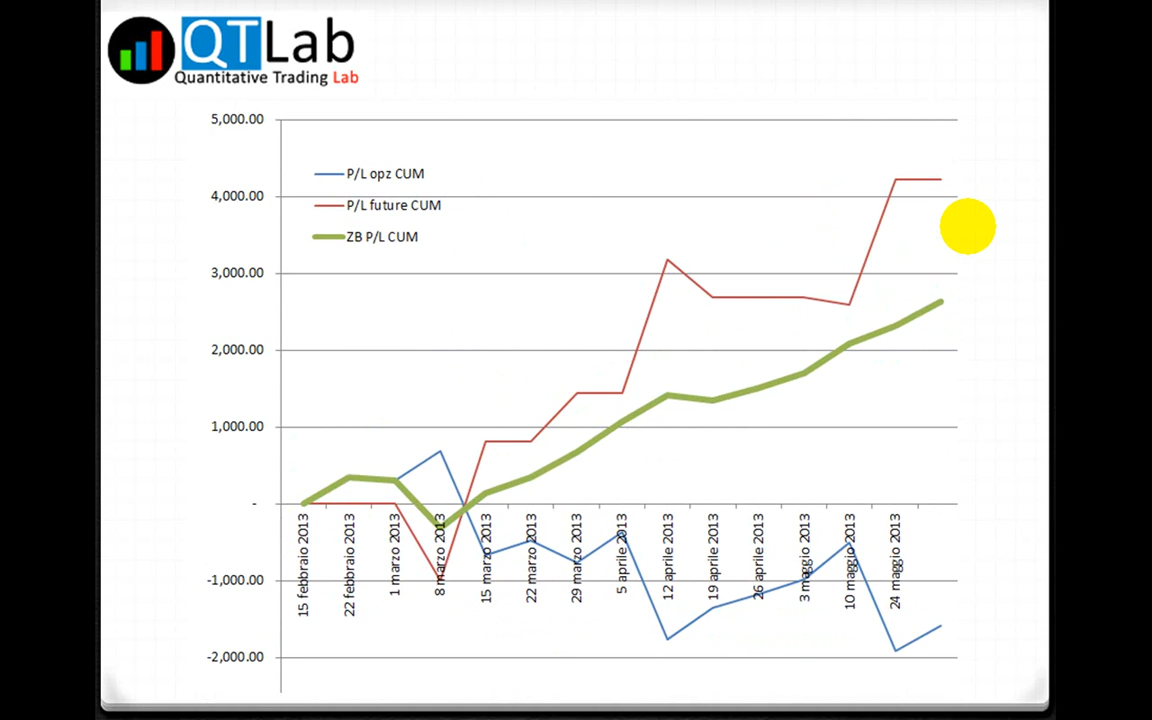 QTLab
Quantitative Trading Lab
5,000.00
4,000.00
3,000.00
2,000.00
1,000.00
-
-1,000.00
-2,000.00
P/L opz CUM
P/L future CUM
ZB P/L CUM
15 febbraio 2013
22 febbraio 2013
1 marzo 2013
8 marzo 2013
15 marzo 2013
22 marzo 2013
29 marzo 2013
5 aprile 2013
12 aprile 2013
19 aprile 2013
26 aprile 2013
3 maggio 2013
10 maggio 2013
24 maggio 2013